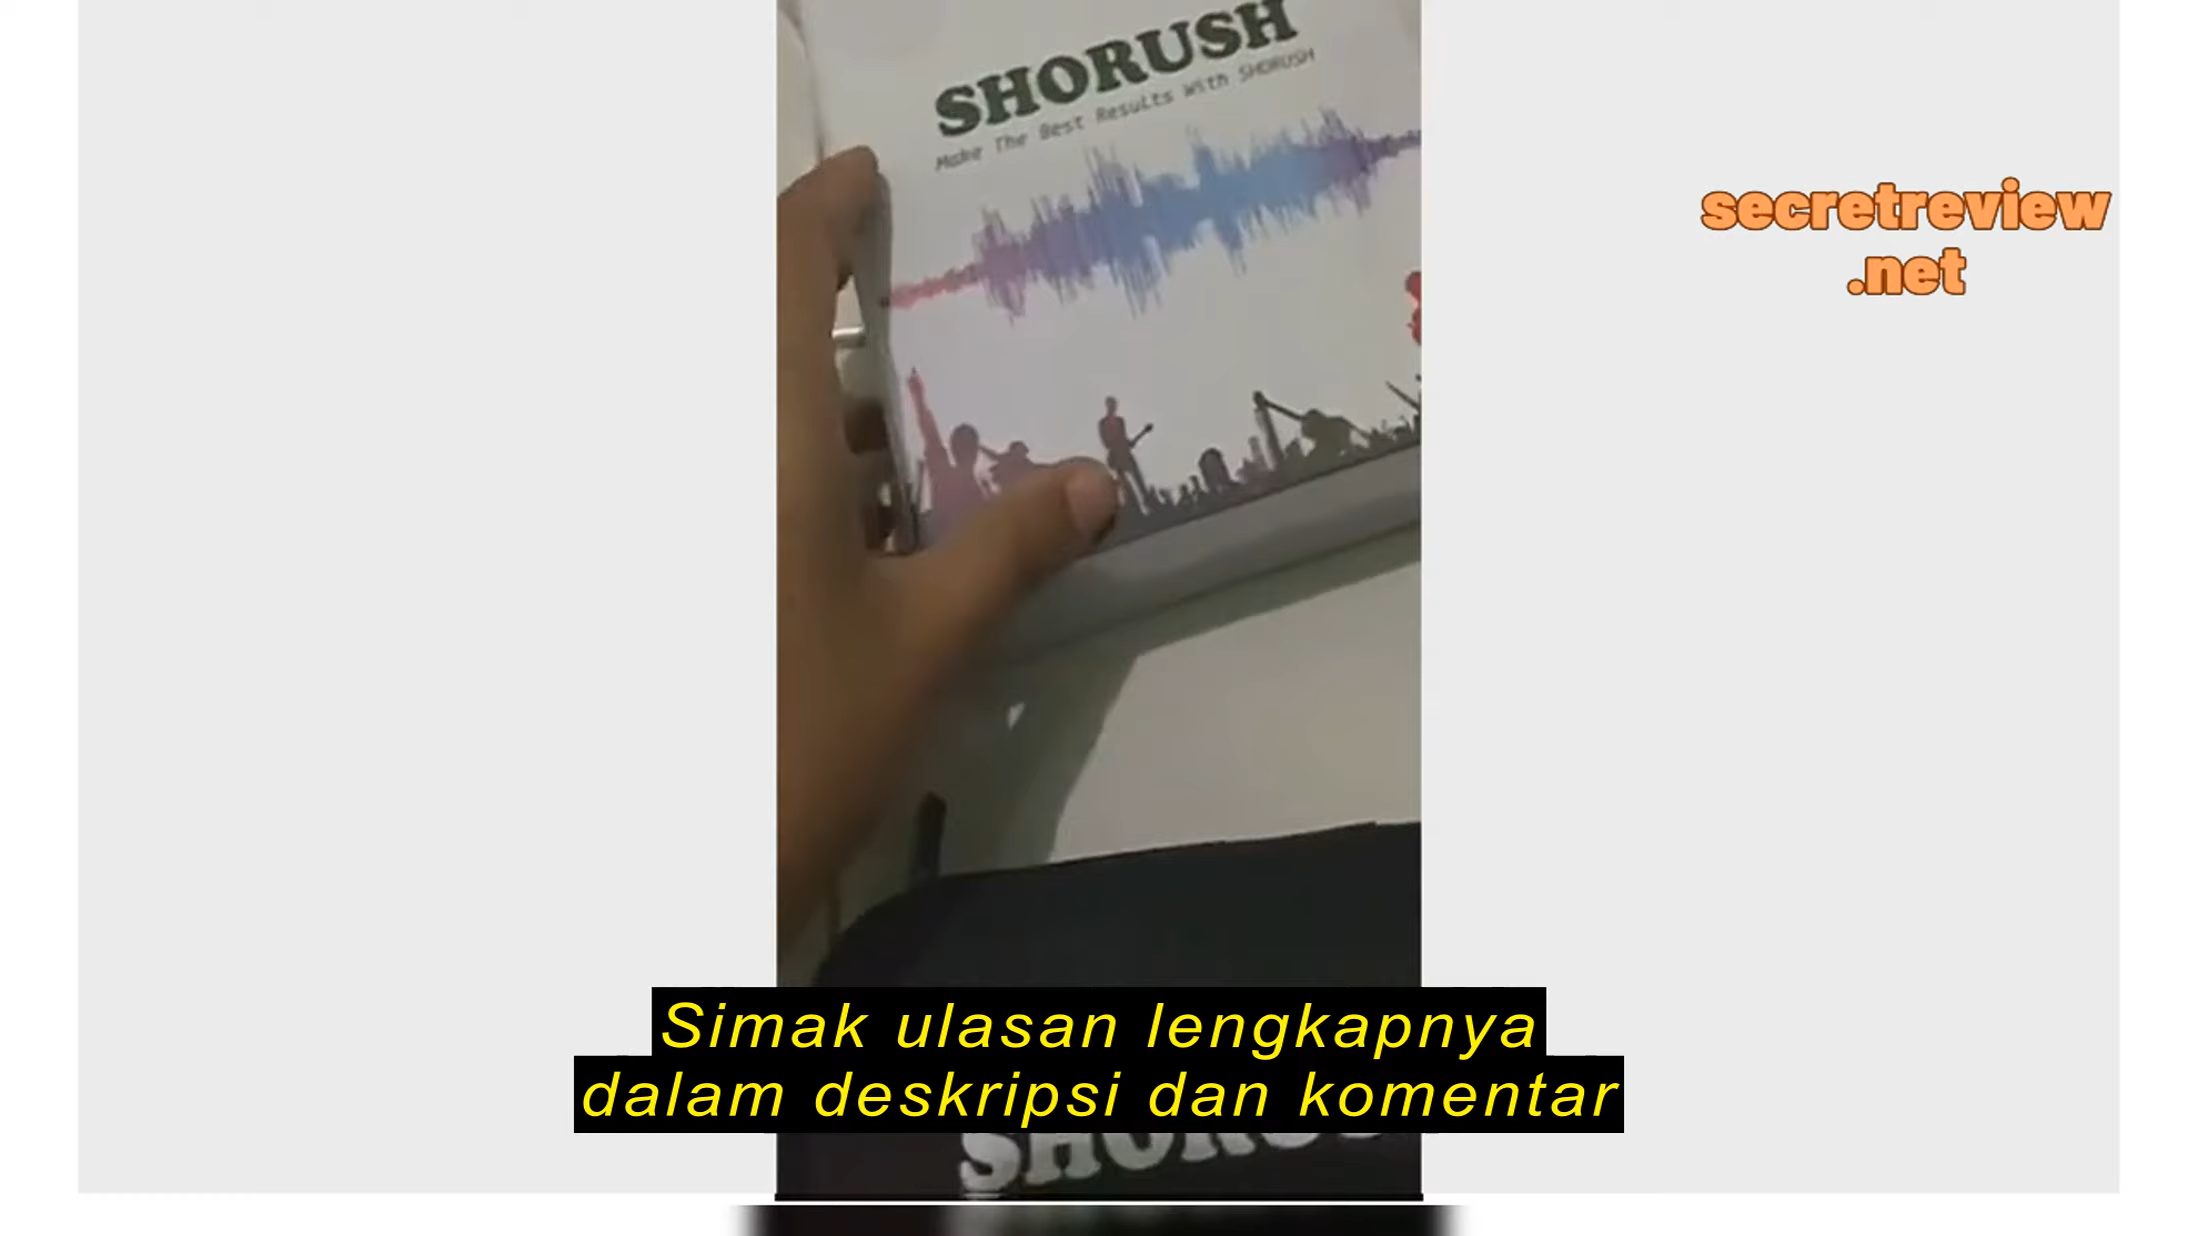 SHORUSH
Make The Best Results With SHORUSH
secretreview
.net
Simak ulasan lengkapnya
dalam deskripsi dan komentar